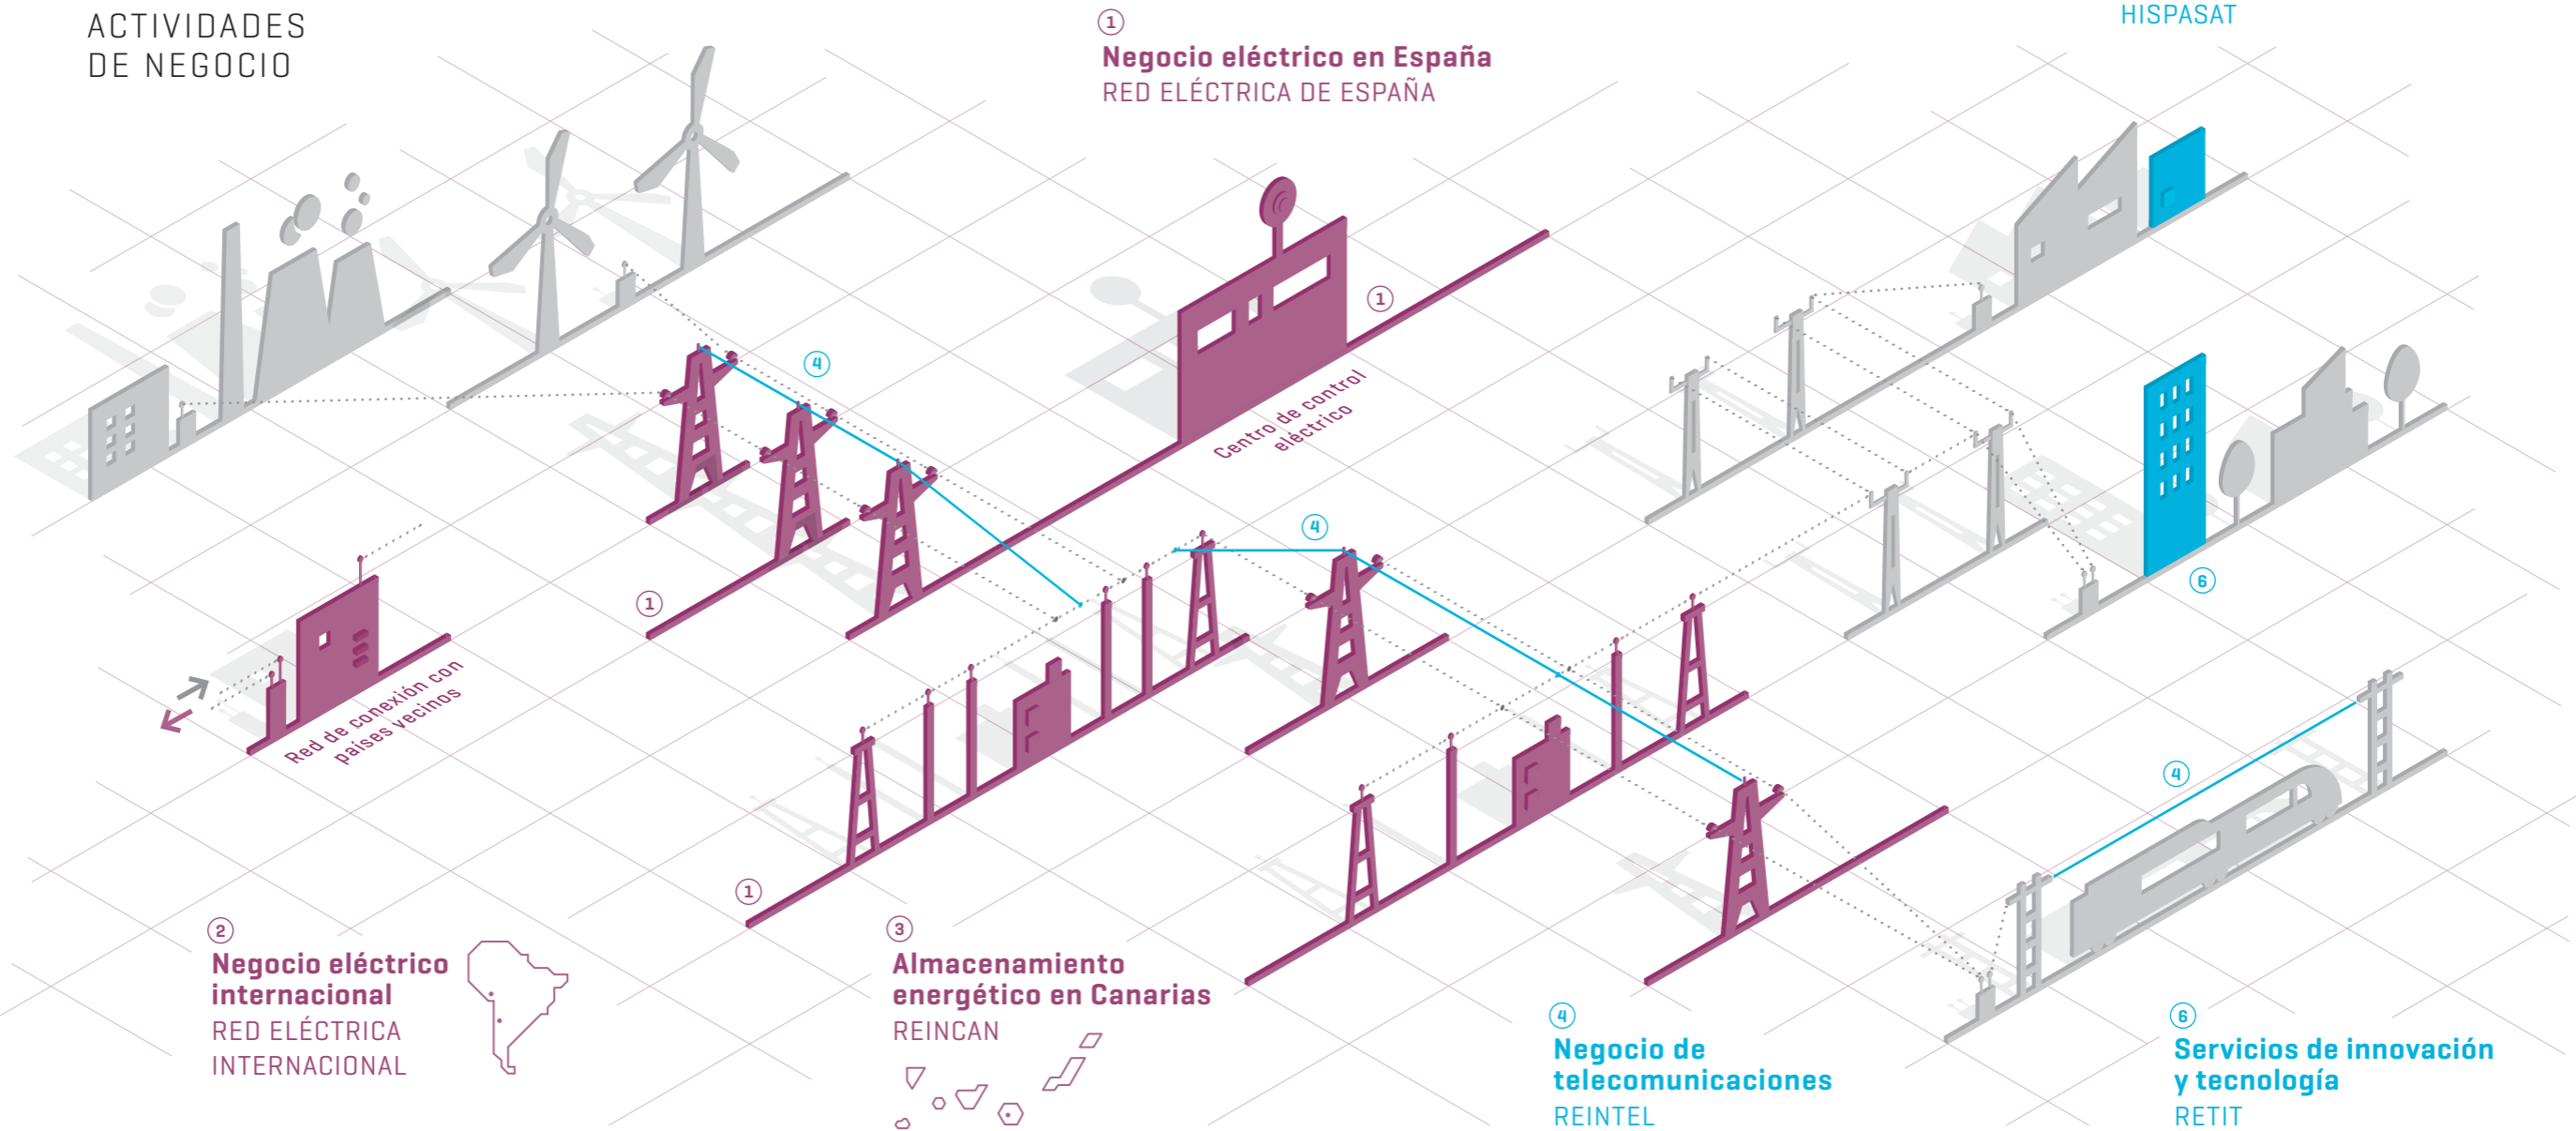 ACTIVIDADES
DE NEGOCIO
1
Negocio eléctrico en España
RED ELÉCTRICA DE ESPAÑA
HISPASAT
1
Centro de control
eléctrico
4
4
1
6
Red de conexión con
países vecinos
4
1
2
Negocio eléctrico
internacional
RED ELÉCTRICA
INTERNACIONAL
3
Almacenamiento
energético en Canarias
REINCAN
4
Negocio de
telecomunicaciones
REINTEL
6
Servicios de innovación
y tecnología
RETIT